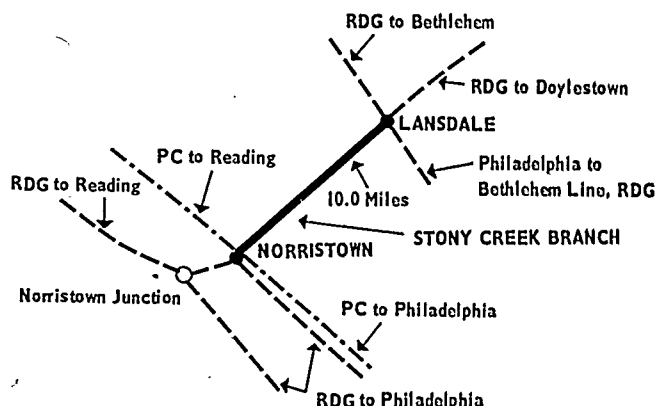 RDG to Bethlehem
RDG to Doylestown
LANSDALE
PC to Reading
Philadelphia to
Bethlehem Line, RDG
RDG to Reading
10.0 Miles
STONY CREEK BRANCH
NORRISTOWN
Norristown Junction
PC to Philadelphia
RDG to Philadelphia